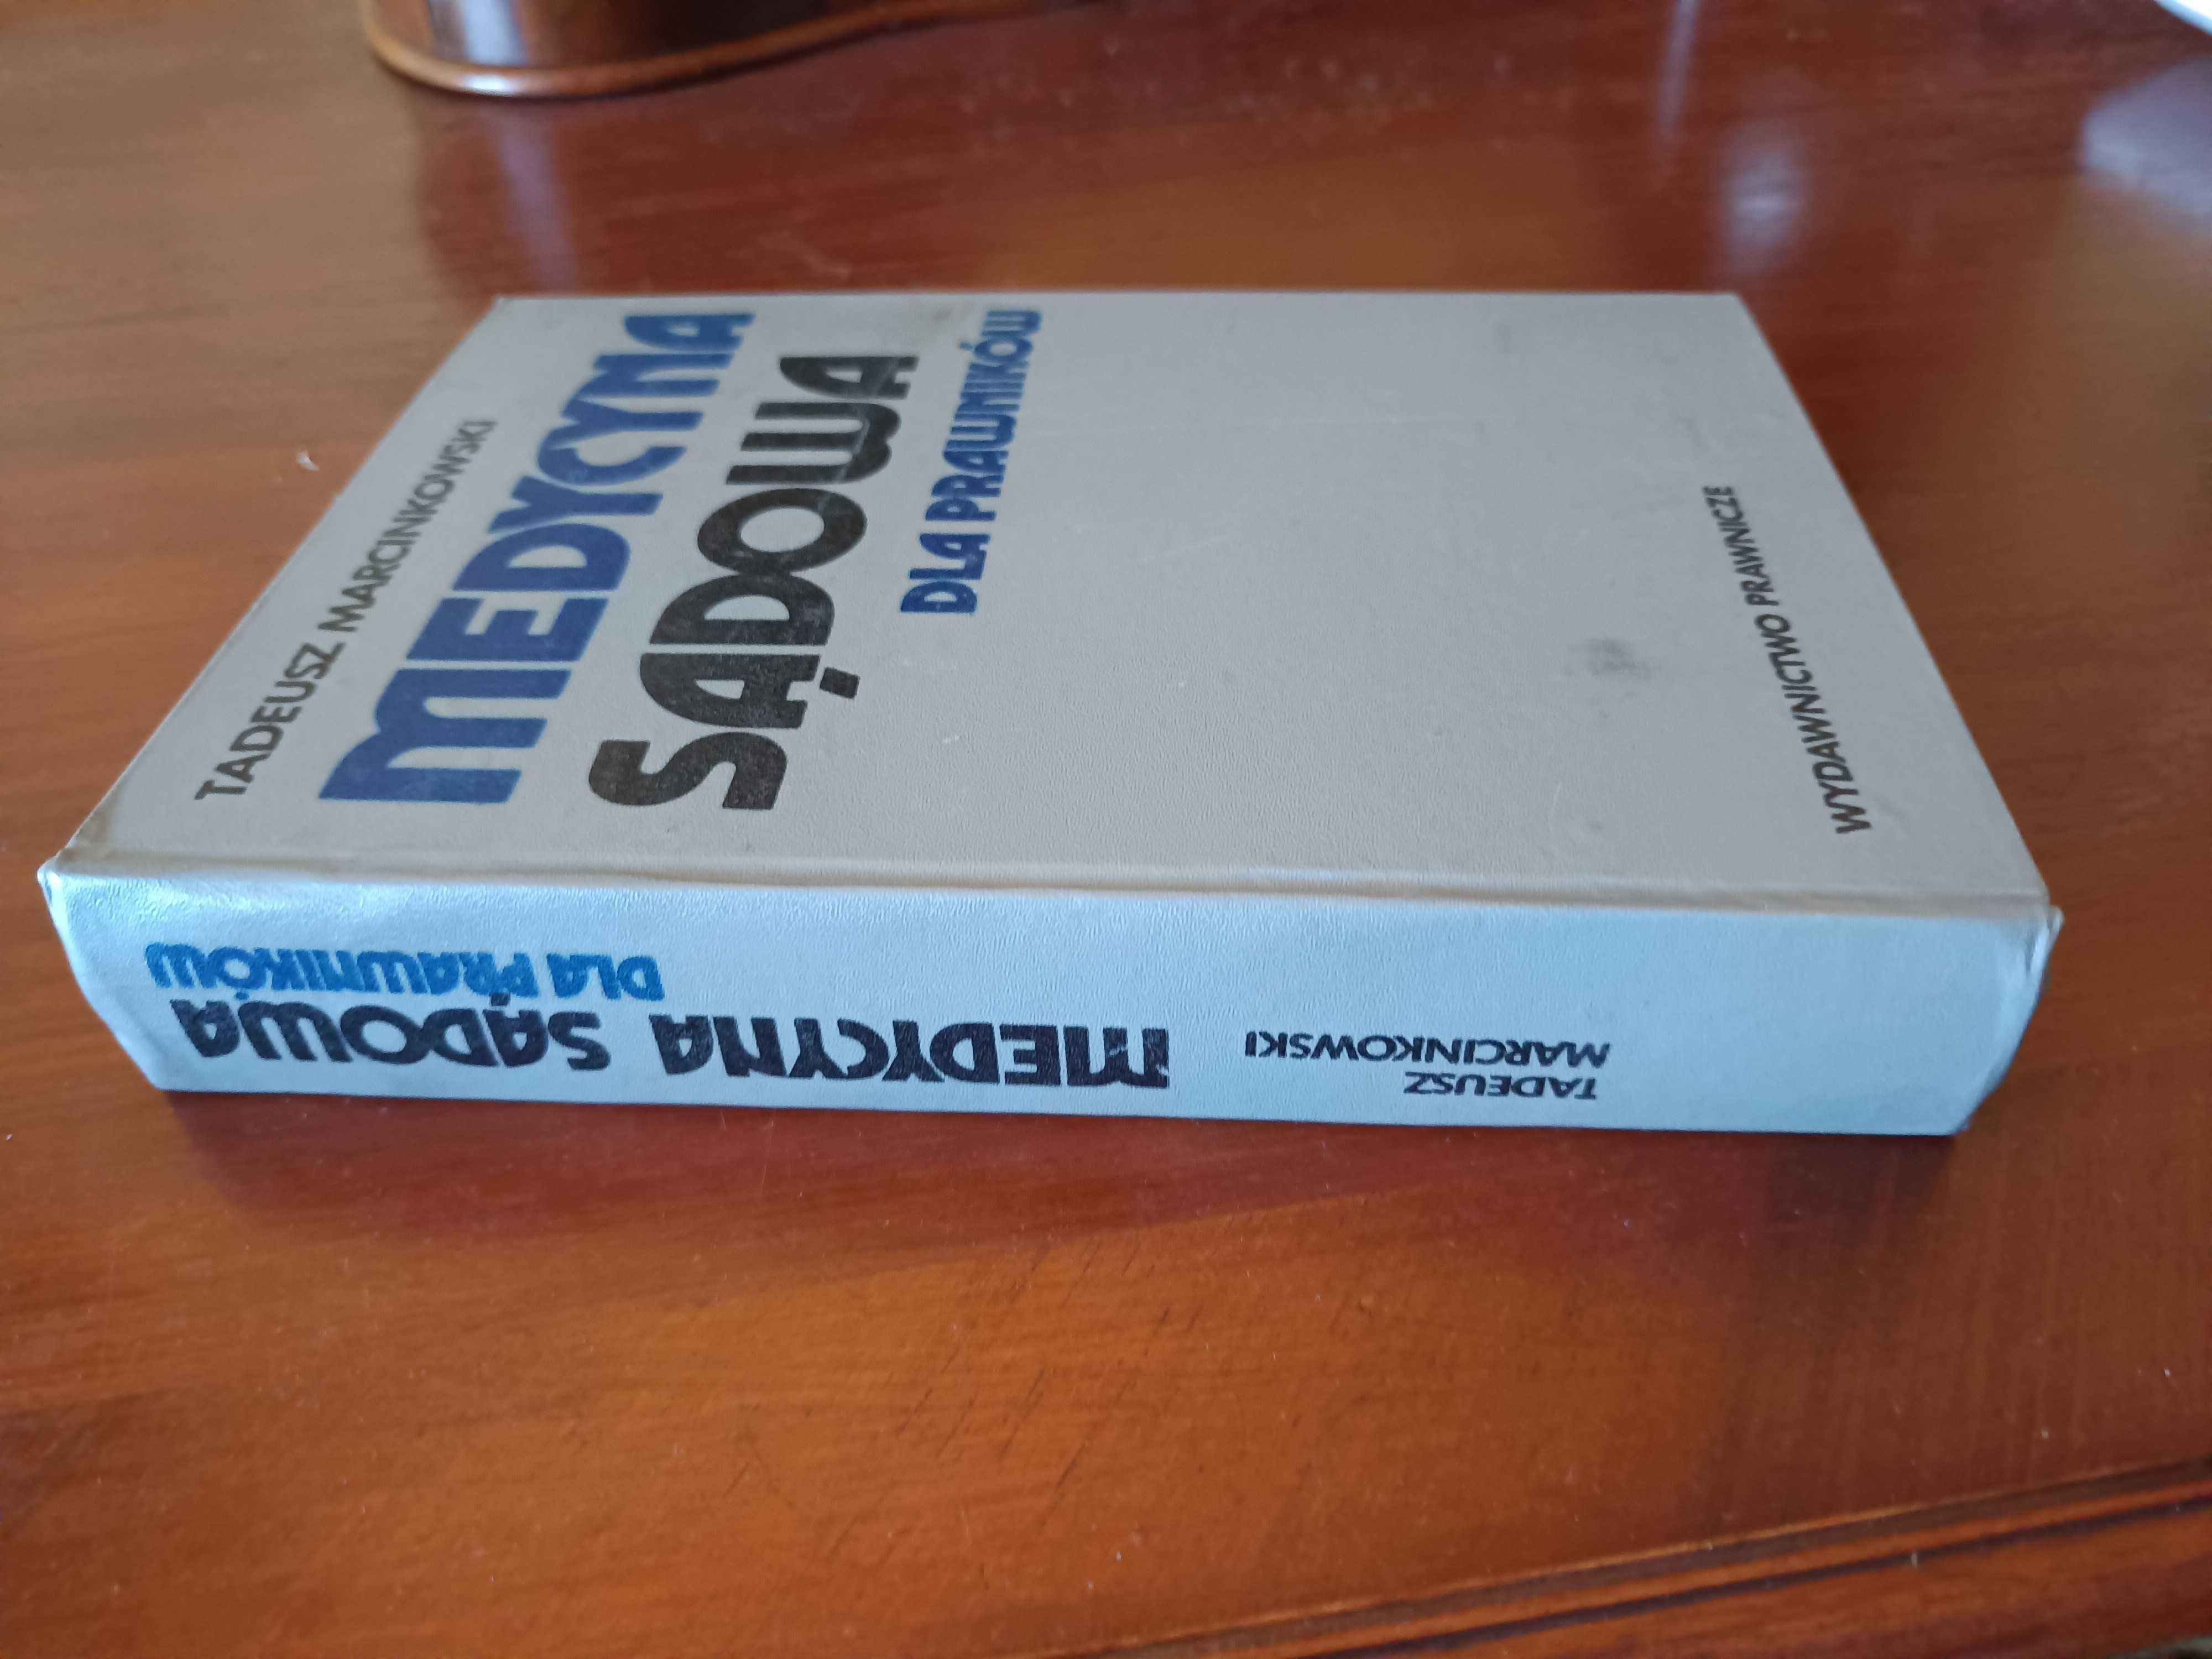 TADEUSZ MARCINKOWSKI
MEDYCYNA
SĄDOWA
DLA PRAWNIKÓW
WYDAWNICTWO PRAWNICZE
TADEUSZ
MARCINKOWSKI
MEDYCYNA SĄDOWA
DLA PRAWNIKÓW